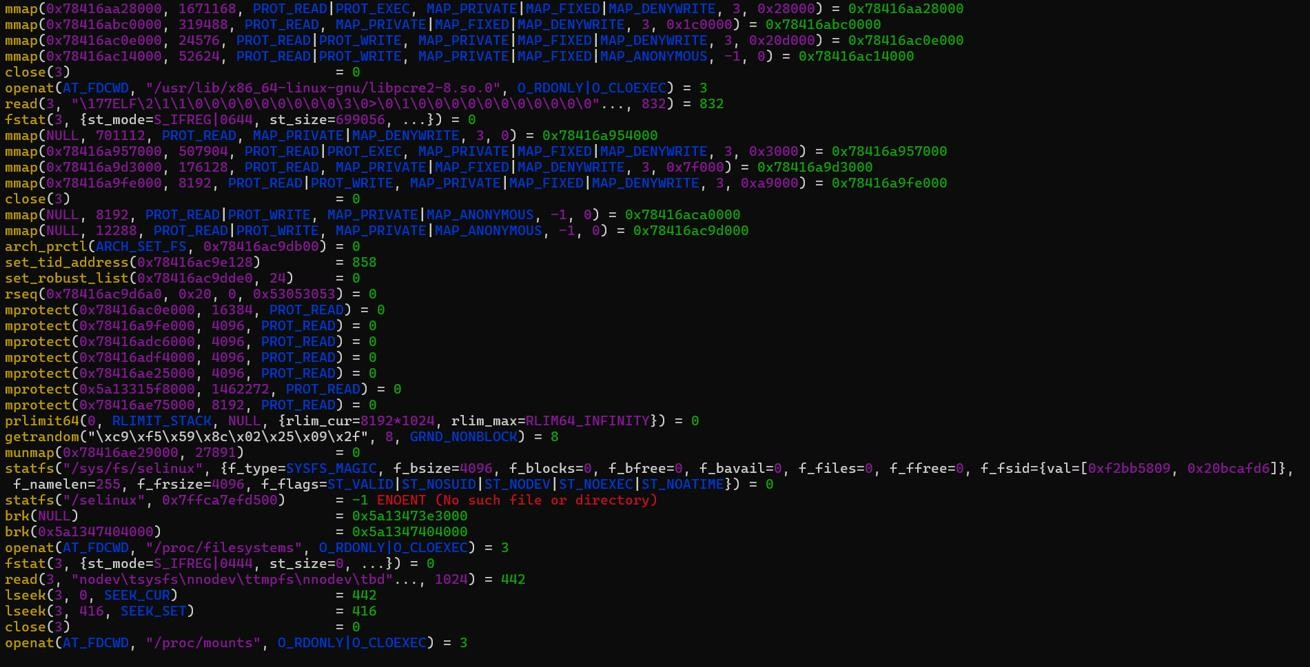 mmap(0x78416aa28000, 1671168, PROT_READ|PROT_EXEC, MAP_PRIVATE|MAP_FIXED|MAP_DENYWRITE, 3, 0x28000) = 0x78416aa28000
mmap(0x78416abc0000, 319488, PROT_READ, MAP_PRIVATE|MAP_FIXED|MAP_DENYWRITE, 3, 0x1c0000) = 0x78416abc0000
mmap(0x78416ac0e000, 24576, PROT_READ|PROT_WRITE, MAP_PRIVATE|MAP_FIXED|MAP_DENYWRITE, 3, 0x20d000) = 0x78416ac0e000
mmap(0x78416ac14000, 52624, PROT_READ|PROT_WRITE, MAP_PRIVATE|MAP_FIXED|MAP_ANONYMOUS, -1, 0) = 0x78416ac14000
close(3)                                = 0
openat(AT_FDCWD, "/usr/lib/x86_64-linux-gnu/libpcre2-8.so.0", O_RDONLY|O_CLOEXEC) = 3
read(3, "\177ELF\2\1\1\0\0\0\0\0\0\0\0\0\3\0>\0\1\0\0\0\0\0\0\0\0\0\0\0"..., 832) = 832
fstat(3, {st_mode=S_IFREG|0644, st_size=699056, ...}) = 0
mmap(NULL, 701112, PROT_READ, MAP_PRIVATE|MAP_DENYWRITE, 3, 0) = 0x78416a954000
mmap(0x78416a957000, 507904, PROT_READ|PROT_EXEC, MAP_PRIVATE|MAP_FIXED|MAP_DENYWRITE, 3, 0x3000) = 0x78416a957000
mmap(0x78416a9d3000, 176128, PROT_READ, MAP_PRIVATE|MAP_FIXED|MAP_DENYWRITE, 3, 0x7f000) = 0x78416a9d3000
mmap(0x78416a9fe000, 8192, PROT_READ|PROT_WRITE, MAP_PRIVATE|MAP_FIXED|MAP_DENYWRITE, 3, 0xa9000) = 0x78416a9fe000
close(3)                                = 0
mmap(NULL, 8192, PROT_READ|PROT_WRITE, MAP_PRIVATE|MAP_ANONYMOUS, -1, 0) = 0x78416aca0000
mmap(NULL, 12288, PROT_READ|PROT_WRITE, MAP_PRIVATE|MAP_ANONYMOUS, -1, 0) = 0x78416ac9d000
arch_prctl(ARCH_SET_FS, 0x78416ac9db00) = 0
set_tid_address(0x78416ac9e128)         = 858
set_robust_list(0x78416ac9dde0, 24)     = 0
rseq(0x78416ac9d6a0, 0x20, 0, 0x53053053) = 0
mprotect(0x78416ac0e000, 16384, PROT_READ) = 0
mprotect(0x78416a9fe000, 4096, PROT_READ) = 0
mprotect(0x78416adc6000, 4096, PROT_READ) = 0
mprotect(0x78416adf4000, 4096, PROT_READ) = 0
mprotect(0x78416ae25000, 4096, PROT_READ) = 0
mprotect(0x5a13315f8000, 1462272, PROT_READ) = 0
mprotect(0x78416ae75000, 8192, PROT_READ) = 0
prlimit64(0, RLIMIT_STACK, NULL, {rlim_cur=8192*1024, rlim_max=RLIM64_INFINITY}) = 0
getrandom("\xc9\xf5\x59\x8c\x02\x25\x09\x2f", 8, GRND_NONBLOCK) = 8
munmap(0x78416ae29000, 27891)           = 0
statfs("/sys/fs/selinux", {f_type=SYSFS_MAGIC, f_bsize=4096, f_blocks=0, f_bfree=0, f_bavail=0, f_files=0, f_ffree=0, f_fsid={val=[0xf2bb5809, 0x20bcafd6]},
 f_namelen=255, f_frsize=4096, f_flags=ST_VALID|ST_NOSUID|ST_NODEV|ST_NOEXEC|ST_NOATIME}) = 0
statfs("/selinux", 0x7ffca7efd500)      = -1 ENOENT (No such file or directory)
brk(NULL)                               = 0x5a13473e3000
brk(0x5a1347404000)                     = 0x5a1347404000
openat(AT_FDCWD, "/proc/filesystems", O_RDONLY|O_CLOEXEC) = 3
fstat(3, {st_mode=S_IFREG|0444, st_size=0, ...}) = 0
read(3, "nodev\tsysfs\nnodev\ttmpfs\nnodev\tbd"..., 1024) = 442
lseek(3, 0, SEEK_CUR)                   = 442
lseek(3, 416, SEEK_SET)                 = 416
close(3)                                = 0
openat(AT_FDCWD, "/proc/mounts", O_RDONLY|O_CLOEXEC) = 3